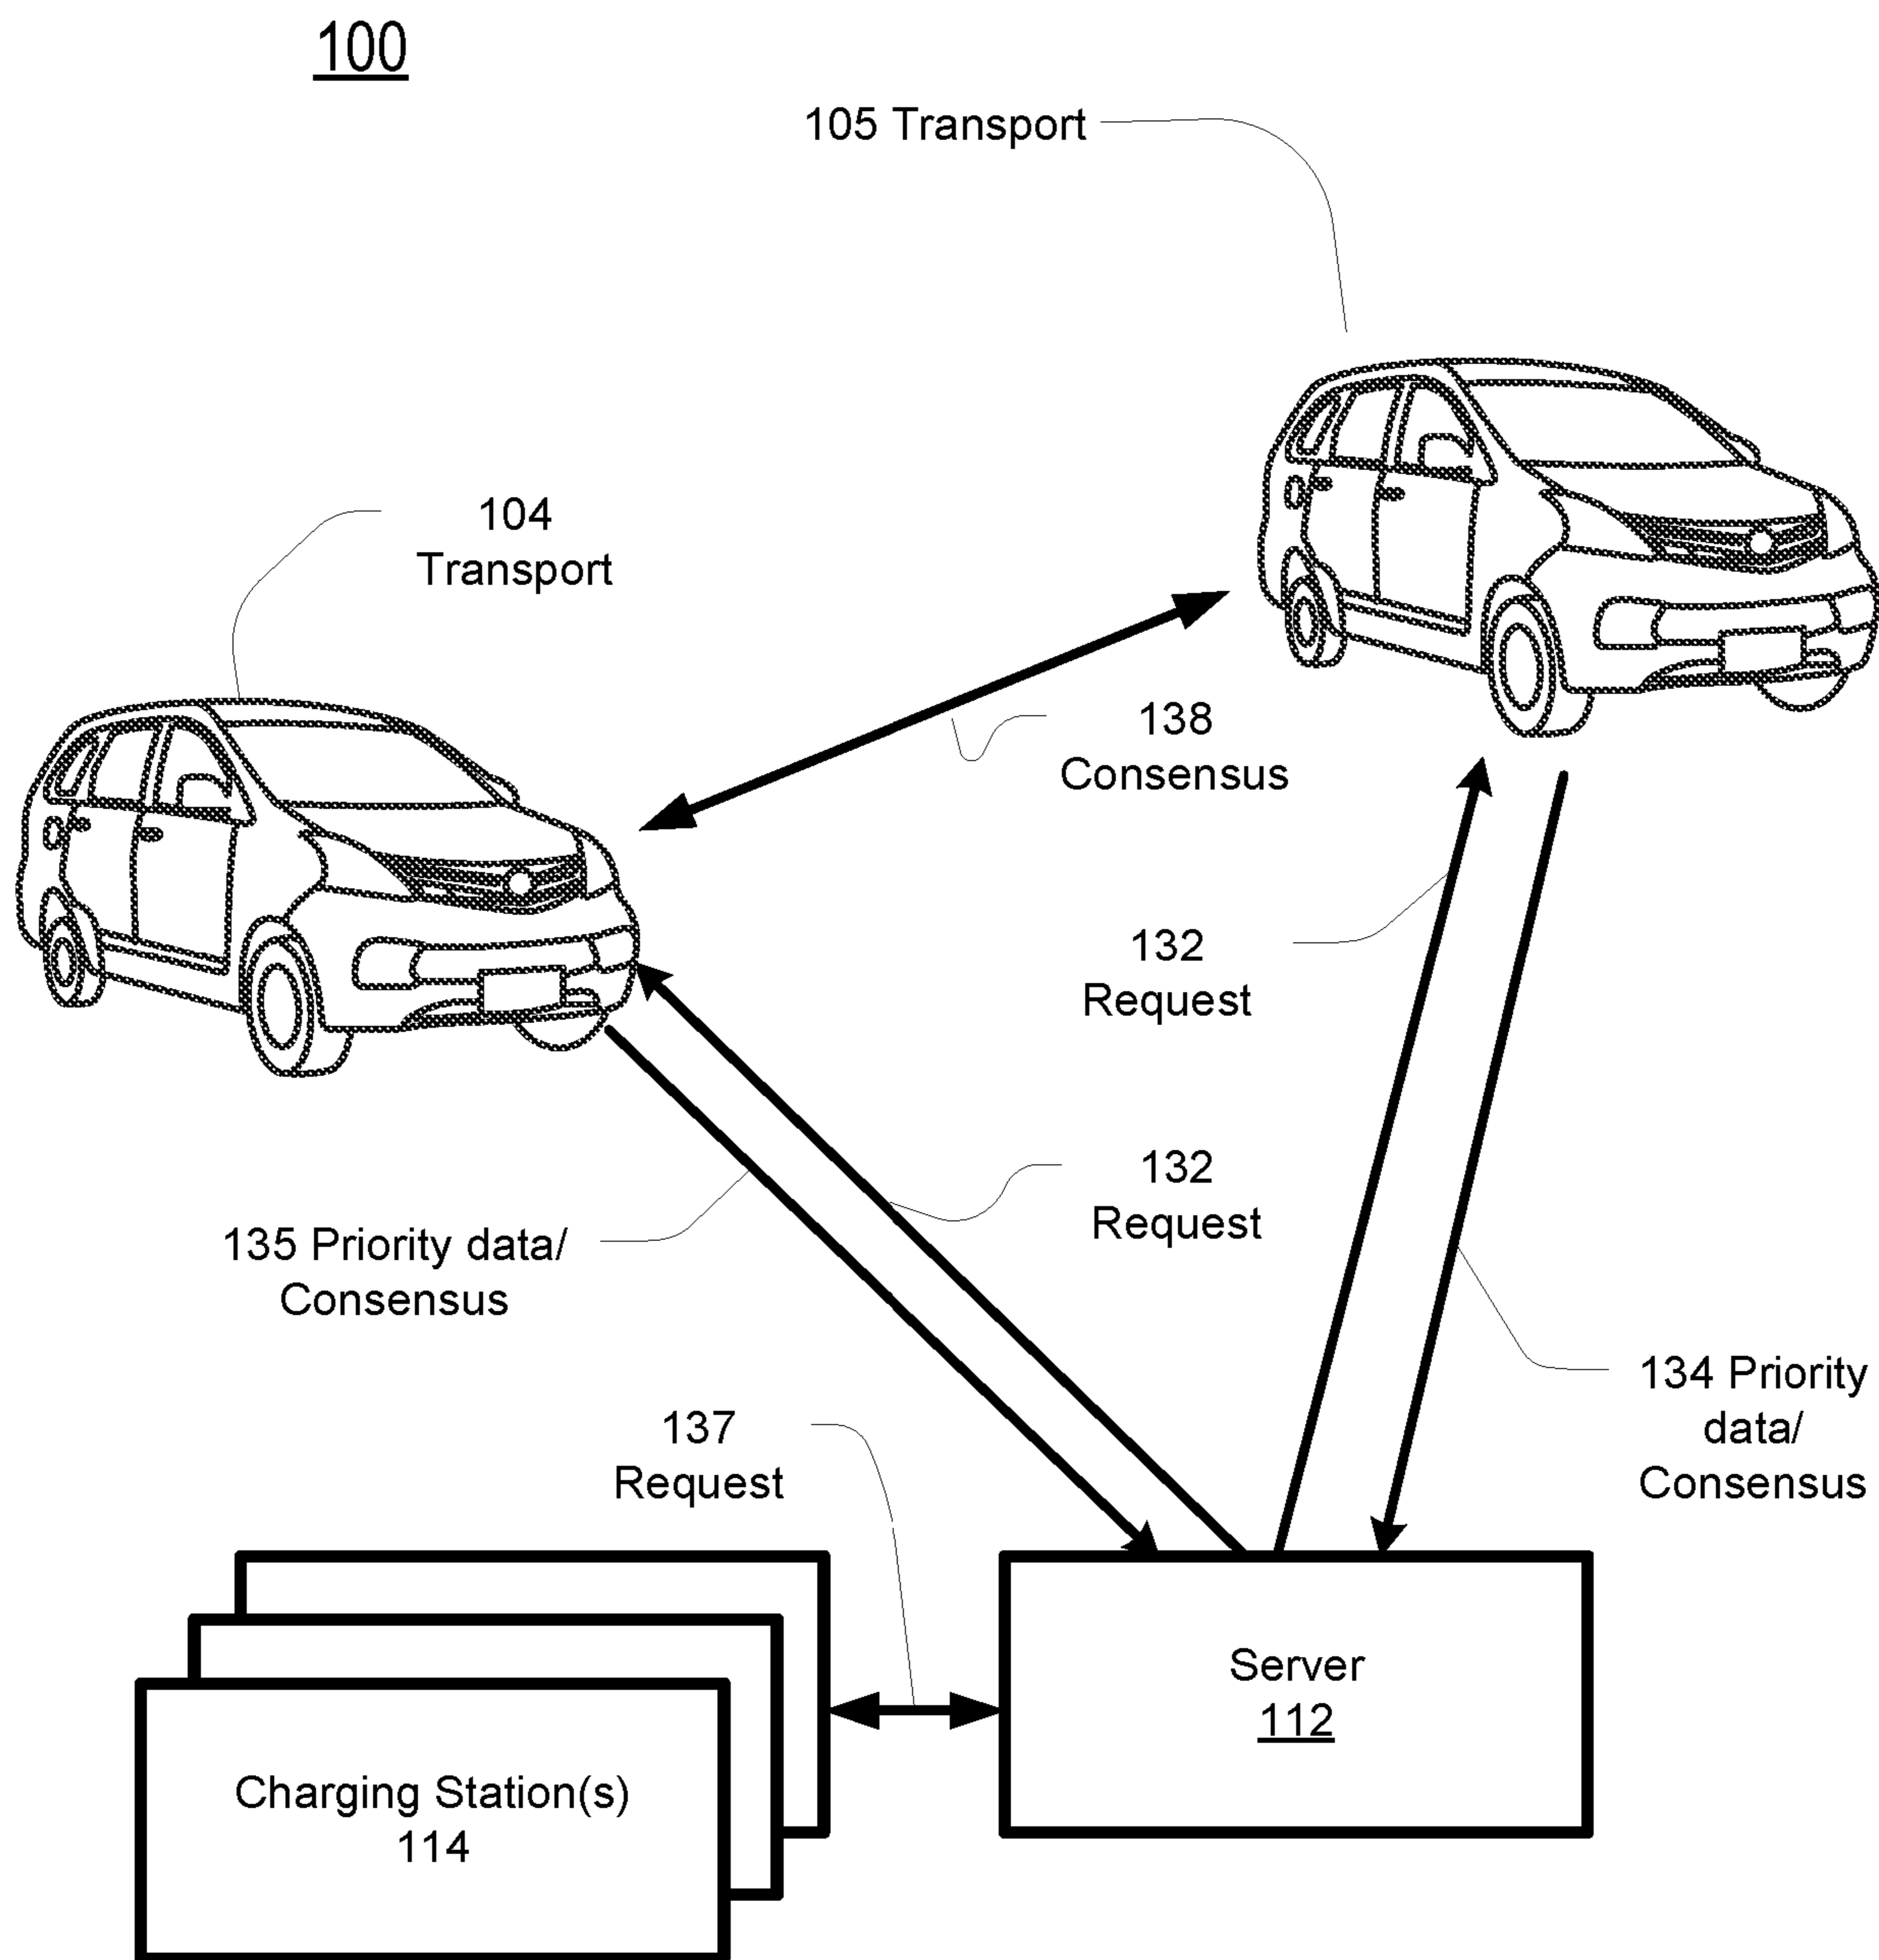 100
105 Transport
104
Transport
138
Consensus
132
Request
132
Request
135 Priority data/
Consensus
134 Priority
data/
Consensus
137
Request
Server
112
Charging Station(s)
114